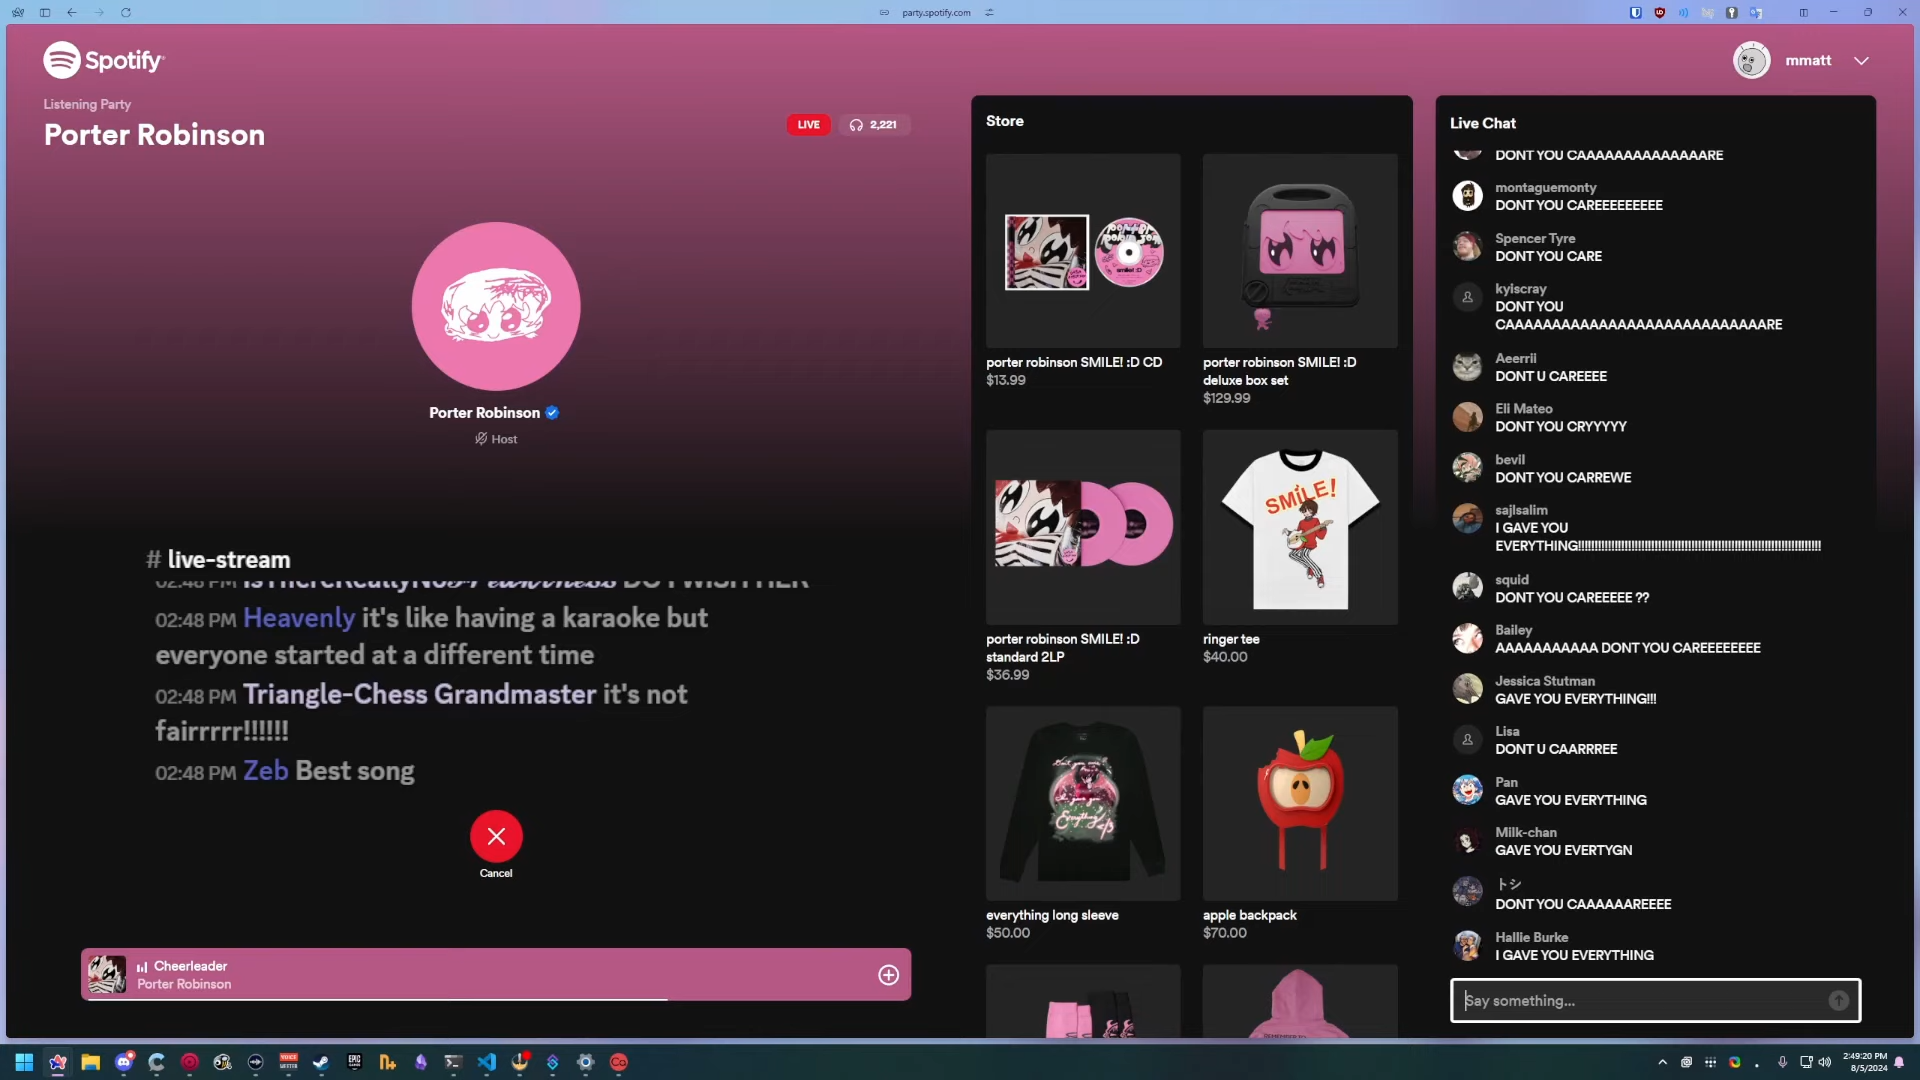 party.spotify.com
Spotify
mmatt
Listening Party
Porter Robinson
LIVE
2,221
Porter Robinson
Host
# live-stream
02:48 PM Heavenly it's like having a karaoke but
everyone started at a different time
02:48 PM Triangle-Chess Grandmaster it's not
fairrrrr!!!!!!
02:48 PM Zeb Best song
Cancel
Cheerleader
Porter Robinson
Store
porter robinson SMILE! :D CD
$13.99
porter robinson SMILE! :D
deluxe box set
$129.99
SMiLE!
porter robinson SMILE! :D
standard 2LP
$36.99
ringer tee
$40.00
everything long sleeve
$50.00
apple backpack
$70.00
Live Chat
DONT YOU CAAAAAAAAAAAAAARE
montaguemonty
DONT YOU CAREEEEEEEEE
Spencer Tyre
DONT YOU CARE
kylscray
DONT YOU
CAAAAAAAAAAAAAAAAAAAAAAAAAAAARE
Aeerrii
DONT U CAREEEE
Eli Mateo
DONT YOU CRYYYYY
bevil
DONT YOU CARREWE
sajlsalim
I GAVE YOU
squid
DONT YOU CAREEEEE ??
Bailey
AAAAAAAAAAA DONT YOU CAREEEEEEEE
Jessica Stutman
GAVE YOU EVERYTHING!!!
Lisa
DONT U CAARRREE
Pan
GAVE YOU EVERYTHING
Milk-chan
GAVE YOU EVERTYGN
トシ
DONT YOU CAAAAAAREEEE
Hallie Burke
I GAVE YOU EVERYTHING
Say something...
2:49:20 PM
8/5/2024